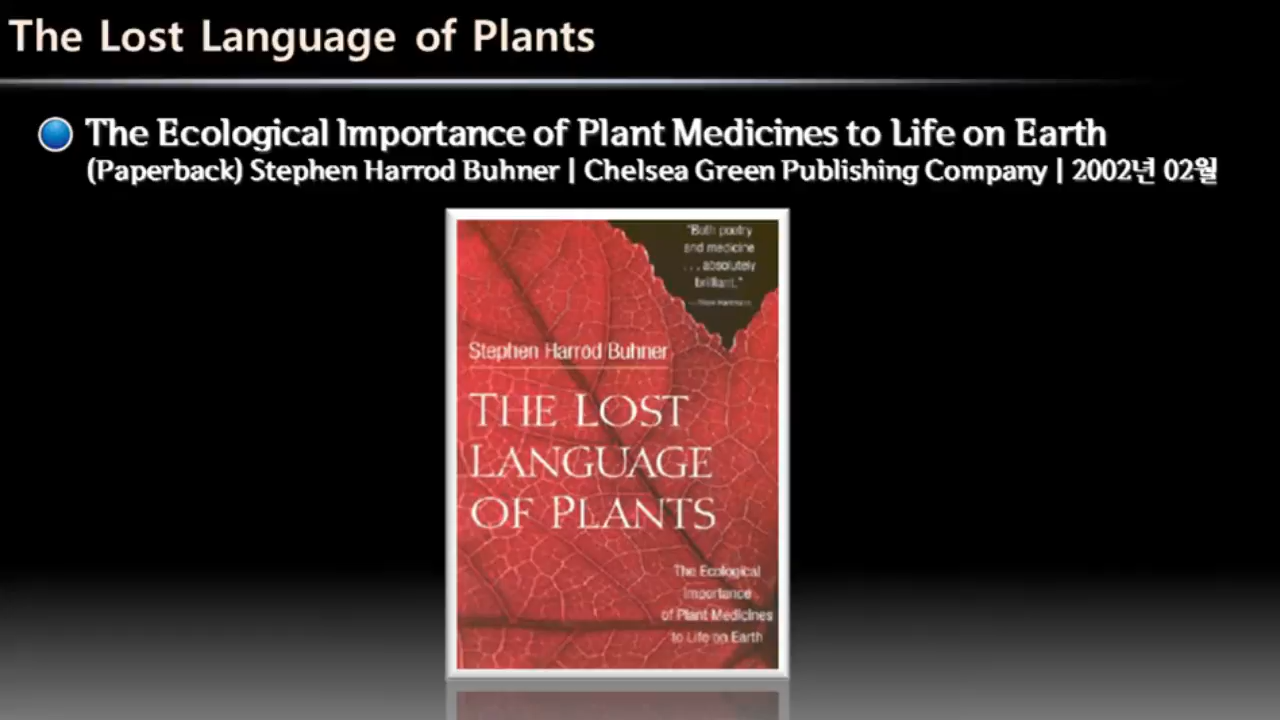 The Lost Language of Plants
The Ecological Importance of Plant Medicines to Life on Earth
(Paperback) Stephen Harrod Buhner | Chelsea Green Publishing Company | 2002년 02월
"Both poetry
and medicine
. . . absolutely
brilliant."
Stephen Harrod Buhner
THE LOST
LANGUAGE
OF PLANTS
The Ecological
Importance
of Plant Medicines
to Life on Earth